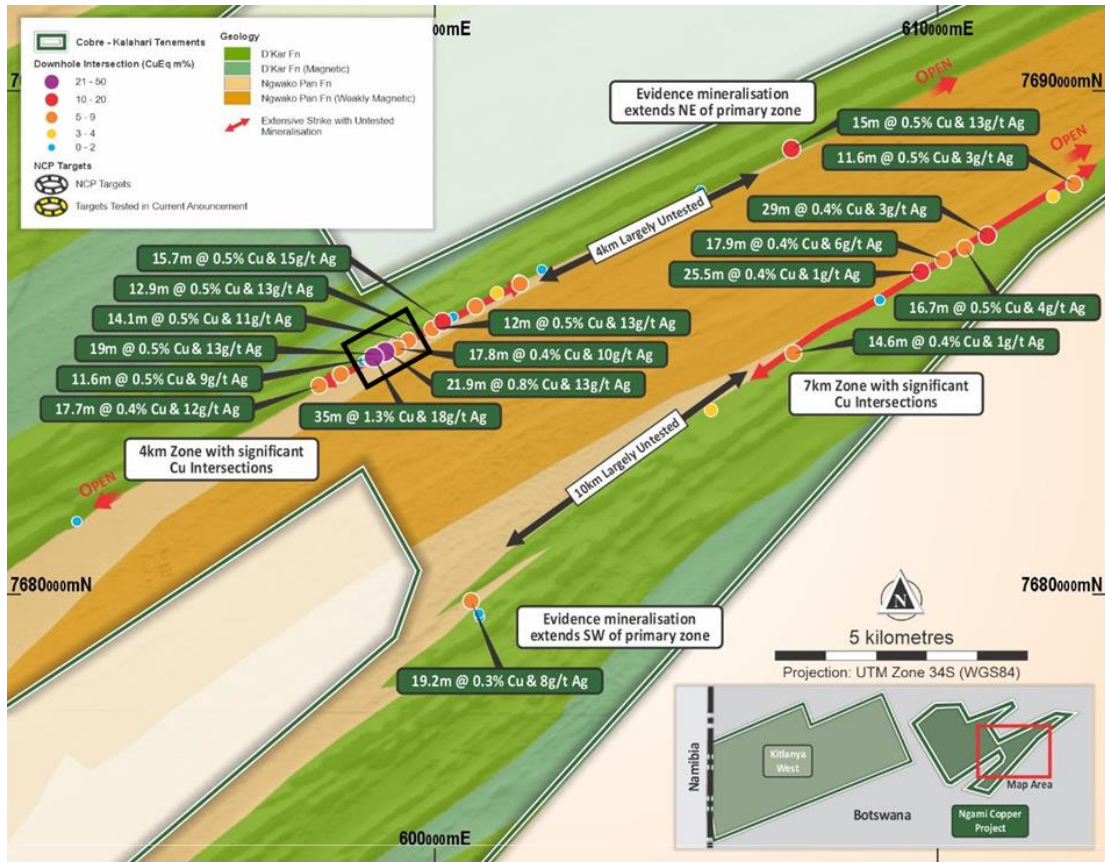 Cobre - Kalahari Tenements
Downhole Intersection (CuEq m%)
21 - 50
10 - 20
5 - 9
3 - 4
0 - 2
NCP Targets
NCP Targets
Targets Tested in Current Anouncement
Geology
D'Kar Fn
D'Kar Fn (Magnetic)
Ngwako Pan Fn
Ngwako Pan Fn (Weakly Magnetic)
Extensive Strike with Untested
Mineralisation
000mE
610000mE
7690000mN
OPEN
Evidence mineralisation
extends NE of primary zone
15m @ 0.5% Cu & 13g/t Ag
OPEN
11.6m @ 0.5% Cu & 3g/t Ag
4km Largely Untested
29m @ 0.4% Cu & 3g/t Ag
17.9m @ 0.4% Cu & 6g/t Ag
25.5m @ 0.4% Cu & 1g/t Ag
15.7m @ 0.5% Cu & 15g/t Ag
12.9m @ 0.5% Cu & 13g/t Ag
14.1m @ 0.5% Cu & 11g/t Ag
19m @ 0.5% Cu & 13g/t Ag
11.6m @ 0.5% Cu & 9g/t Ag
17.7m @ 0.4% Cu & 12g/t Ag
12m @ 0.5% Cu & 13g/t Ag
17.8m @ 0.4% Cu & 10g/t Ag
21.9m @ 0.8% Cu & 13g/t Ag
35m @ 1.3% Cu & 18g/t Ag
16.7m @ 0.5% Cu & 4g/t Ag
14.6m @ 0.4% Cu & 1g/t Ag
7km Zone with significant
Cu Intersections
4km Zone with significant
Cu Intersections
OPEN
10km Largely Untested
7680000mN
7680000mN
Evidence mineralisation
extends SW of primary zone
19.2m @ 0.3% Cu & 8g/t Ag
N
5 kilometres
Projection: UTM Zone 34S (WGS84)
600000mE
Namibia
Kitlanya
West
Map Area
Botswana
Ngami Copper
Project